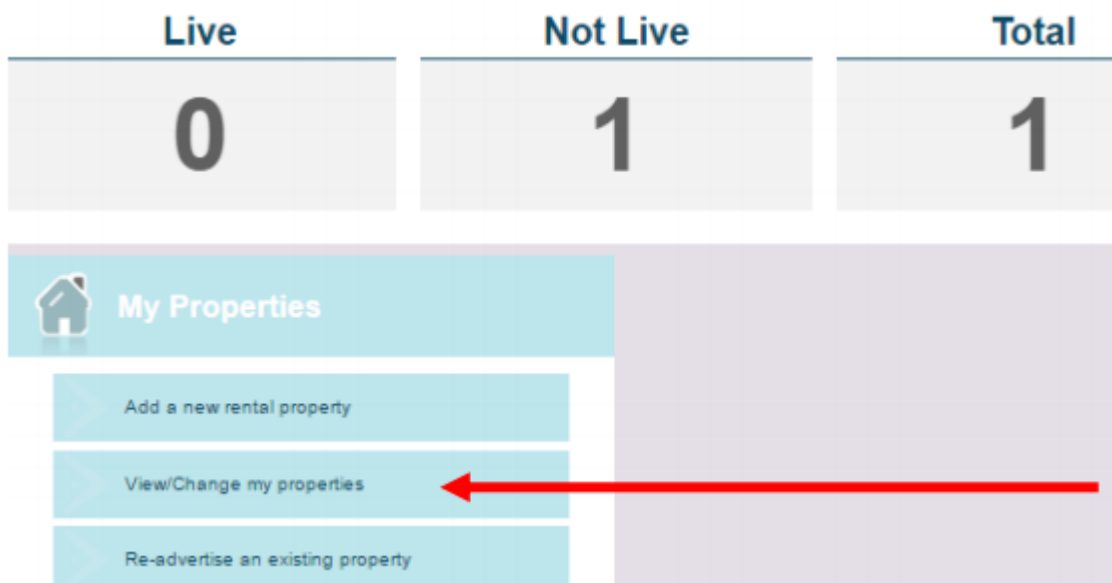 Live Not Live Total
0 1 1
My Properties
Add a new rental property
View/Change my properties
Re-advertise an existing property